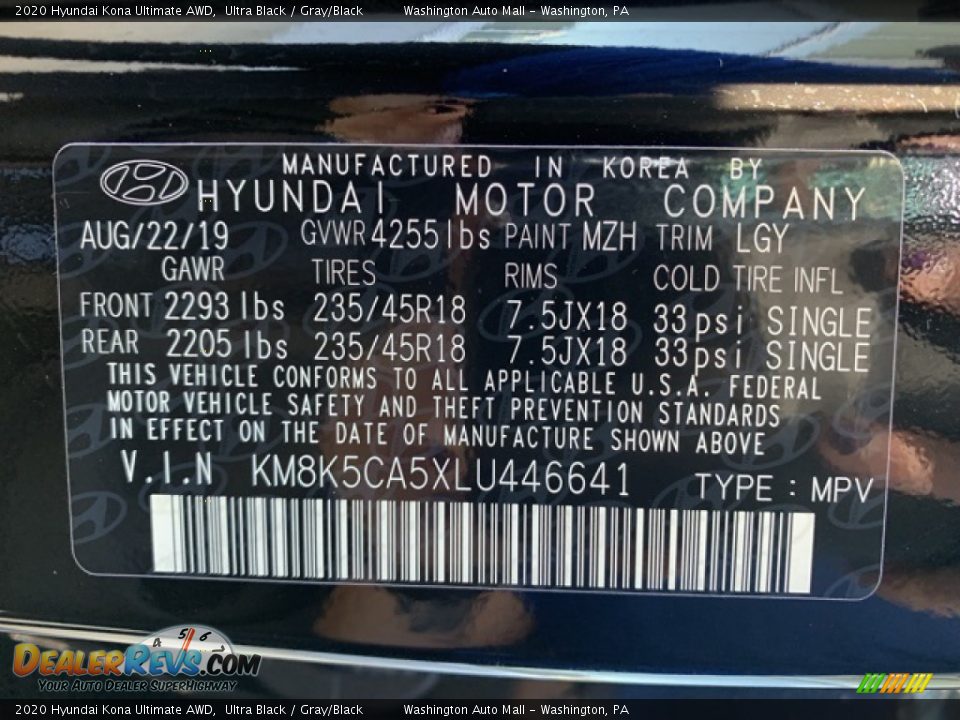 2020 Hyundai Kona Ultimate AWD, Ultra Black / Gray/Black Washington Auto Mall - Washington, PA
MANUFACTURED IN KOREA BY
HYUNDAI MOTOR COMPANY
AUG/22/19 GVWR 4255 lbs PAINT MZH TRIM LGY
GAWR TIRES RIMS COLD TIRE INFL
FRONT 2293 lbs 235/45R18 7.5JX18 33psi SINGLE
REAR 2205 lbs 235/45R18 7.5JX18 33psi SINGLE
THIS VEHICLE CONFORMS TO ALL APPLICABLE U.S.A. FEDERAL
MOTOR VEHICLE SAFETY AND THEFT PREVENTION STANDARDS
IN EFFECT ON THE DATE OF MANUFACTURE SHOWN ABOVE
V.I.N KM8K5CA5XLU446641 TYPE : MPV
4 5 6
DEALERREVS.COM
YOUR AUTO DEALER SUPERHIGHWAY
2020 Hyundai Kona Ultimate AWD, Ultra Black / Gray/Black Washington Auto Mall - Washington, PA